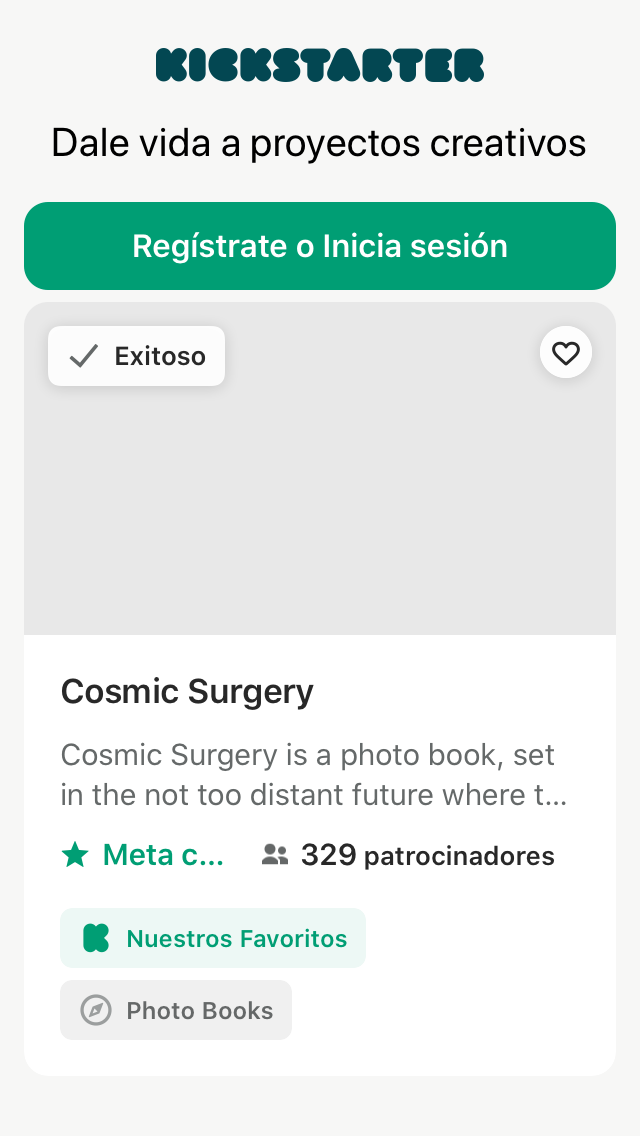 KICKSTARTER
Dale vida a proyectos creativos
Regístrate o Inicia sesión
Exitoso
Cosmic Surgery
Cosmic Surgery is a photo book, set
in the not too distant future where t...
Meta c... 329 patrocinadores
Nuestros Favoritos
Photo Books